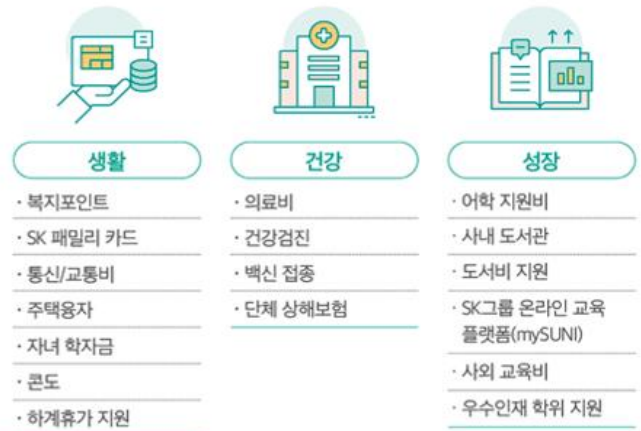 생활
· 복지포인트
· SK 패밀리 카드
· 통신/교통비
· 주택융자
· 자녀 학자금
· 콘도
· 하계휴가 지원
건강
· 의료비
· 건강검진
· 백신 접종
· 단체 상해보험
성장
· 어학 지원비
· 사내 도서관
· 도서비 지원
· SK그룹 온라인 교육
플랫폼(mySUNI)
· 사외 교육비
· 우수인재 학위 지원